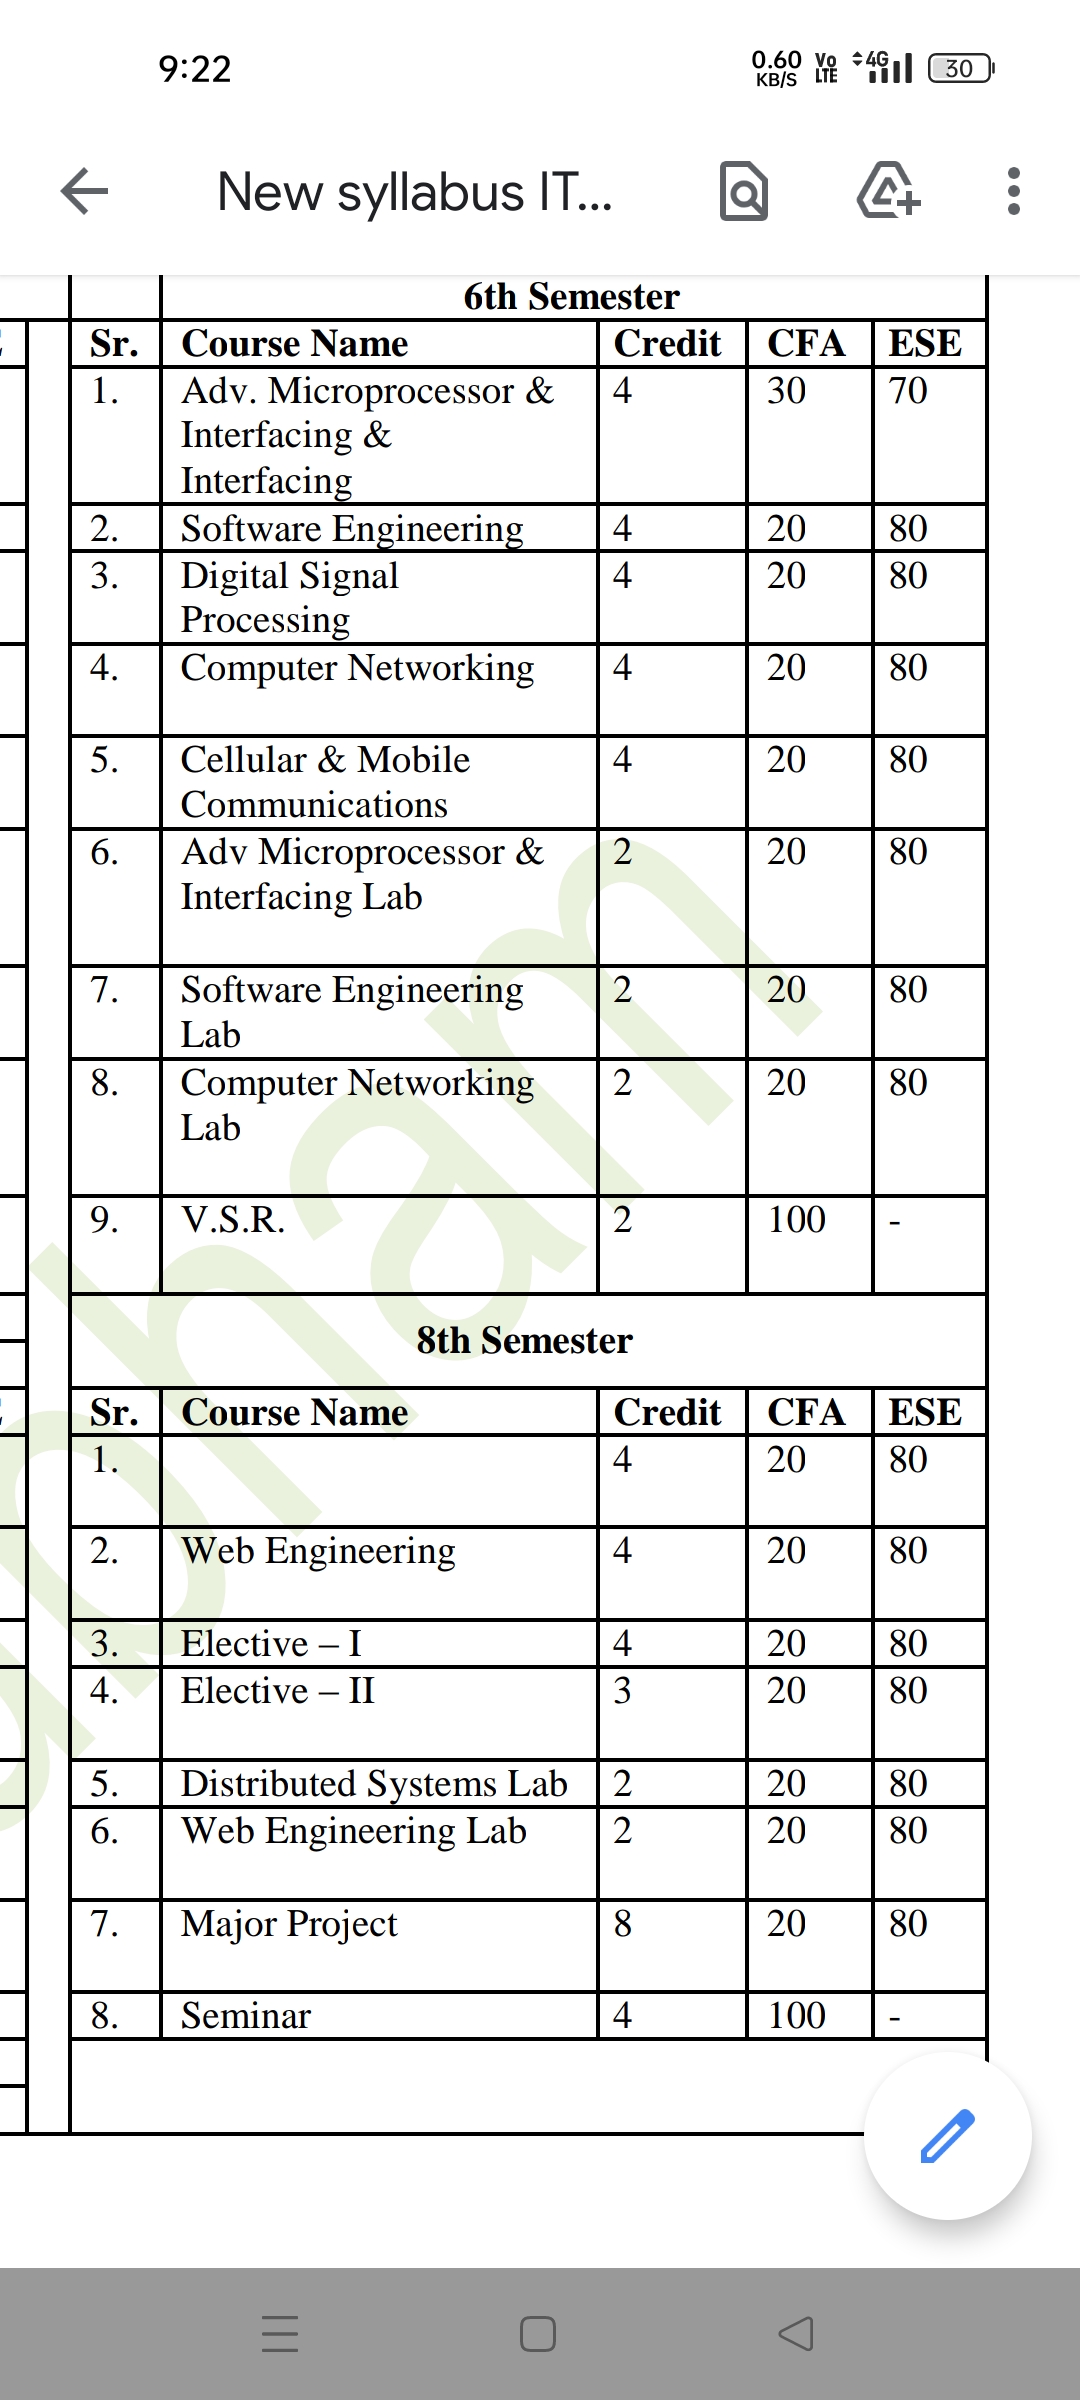 9:22
0.60 KB/S Vo LTE 4G 30
New syllabus IT...
6th Semester
Sr. Course Name Credit CFA ESE
1. Adv. Microprocessor & 4 30 70
Interfacing &
Interfacing
2. Software Engineering 4 20 80
3. Digital Signal 4 20 80
Processing
4. Computer Networking 4 20 80
5. Cellular & Mobile 4 20 80
Communications
6. Adv Microprocessor & 2 20 80
Interfacing Lab
7. Software Engineering 2 20 80
Lab
8. Computer Networking 2 20 80
Lab
9. V.S.R. 2 100 -
8th Semester
Sr. Course Name Credit CFA ESE
1. 4 20 80
2. Web Engineering 4 20 80
3. Elective – I 4 20 80
4. Elective – II 3 20 80
5. Distributed Systems Lab 2 20 80
6. Web Engineering Lab 2 20 80
7. Major Project 8 20 80
8. Seminar 4 100 -